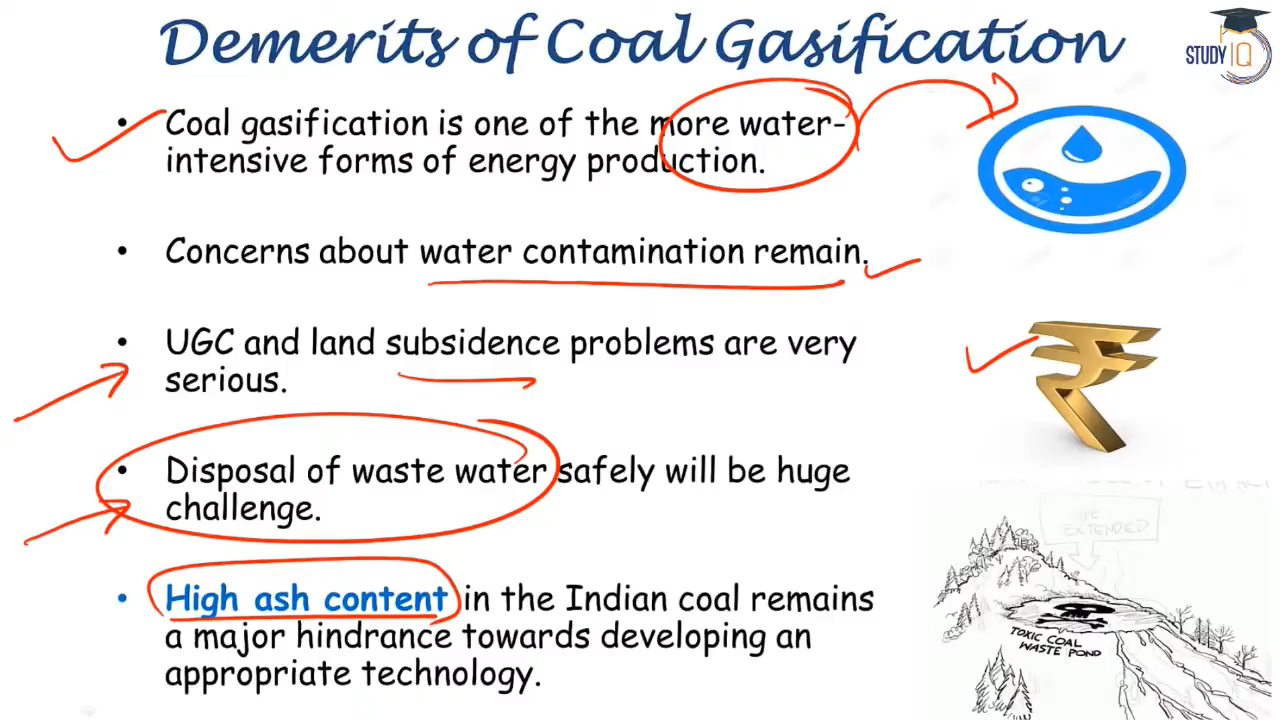 Demerits of Coal Gasification
STUDY IQ
• Coal gasification is one of the more water-
intensive forms of energy production.
• Concerns about water contamination remain.
• UGC and land subsidence problems are very
serious.
• Disposal of waste water safely will be huge
challenge.
• High ash content in the Indian coal remains
a major hindrance towards developing an
appropriate technology.
₹
EXTENDED
TOXIC COAL
WASTE POND